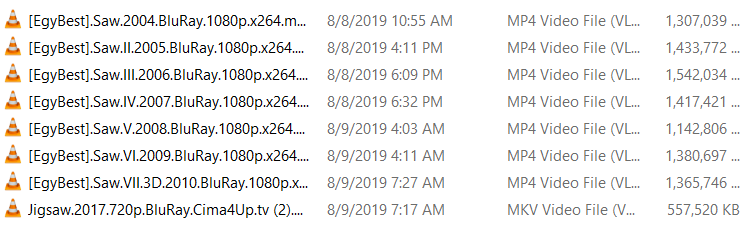 [EgyBest].Saw.2004.BluRay.1080p.x264.m... 8/8/2019 10:55 AM MP4 Video File (VL... 1,307,039 ...
[EgyBest].Saw.II.2005.BluRay.1080p.x264.... 8/8/2019 4:11 PM MP4 Video File (VL... 1,433,772 ...
[EgyBest].Saw.III.2006.BluRay.1080p.x264.... 8/8/2019 6:09 PM MP4 Video File (VL... 1,542,034 ...
[EgyBest].Saw.IV.2007.BluRay.1080p.x264.... 8/8/2019 6:32 PM MP4 Video File (VL... 1,417,421 ...
[EgyBest].Saw.V.2008.BluRay.1080p.x264.... 8/9/2019 4:03 AM MP4 Video File (VL... 1,142,806 ...
[EgyBest].Saw.VI.2009.BluRay.1080p.x264.... 8/9/2019 4:11 AM MP4 Video File (VL... 1,380,697 ...
[EgyBest].Saw.VII.3D.2010.BluRay.1080p.x... 8/9/2019 7:27 AM MP4 Video File (VL... 1,365,746 ...
Jigsaw.2017.720p.BluRay.Cima4Up.tv (2).... 8/9/2019 7:17 AM MKV Video File (V... 557,520 KB